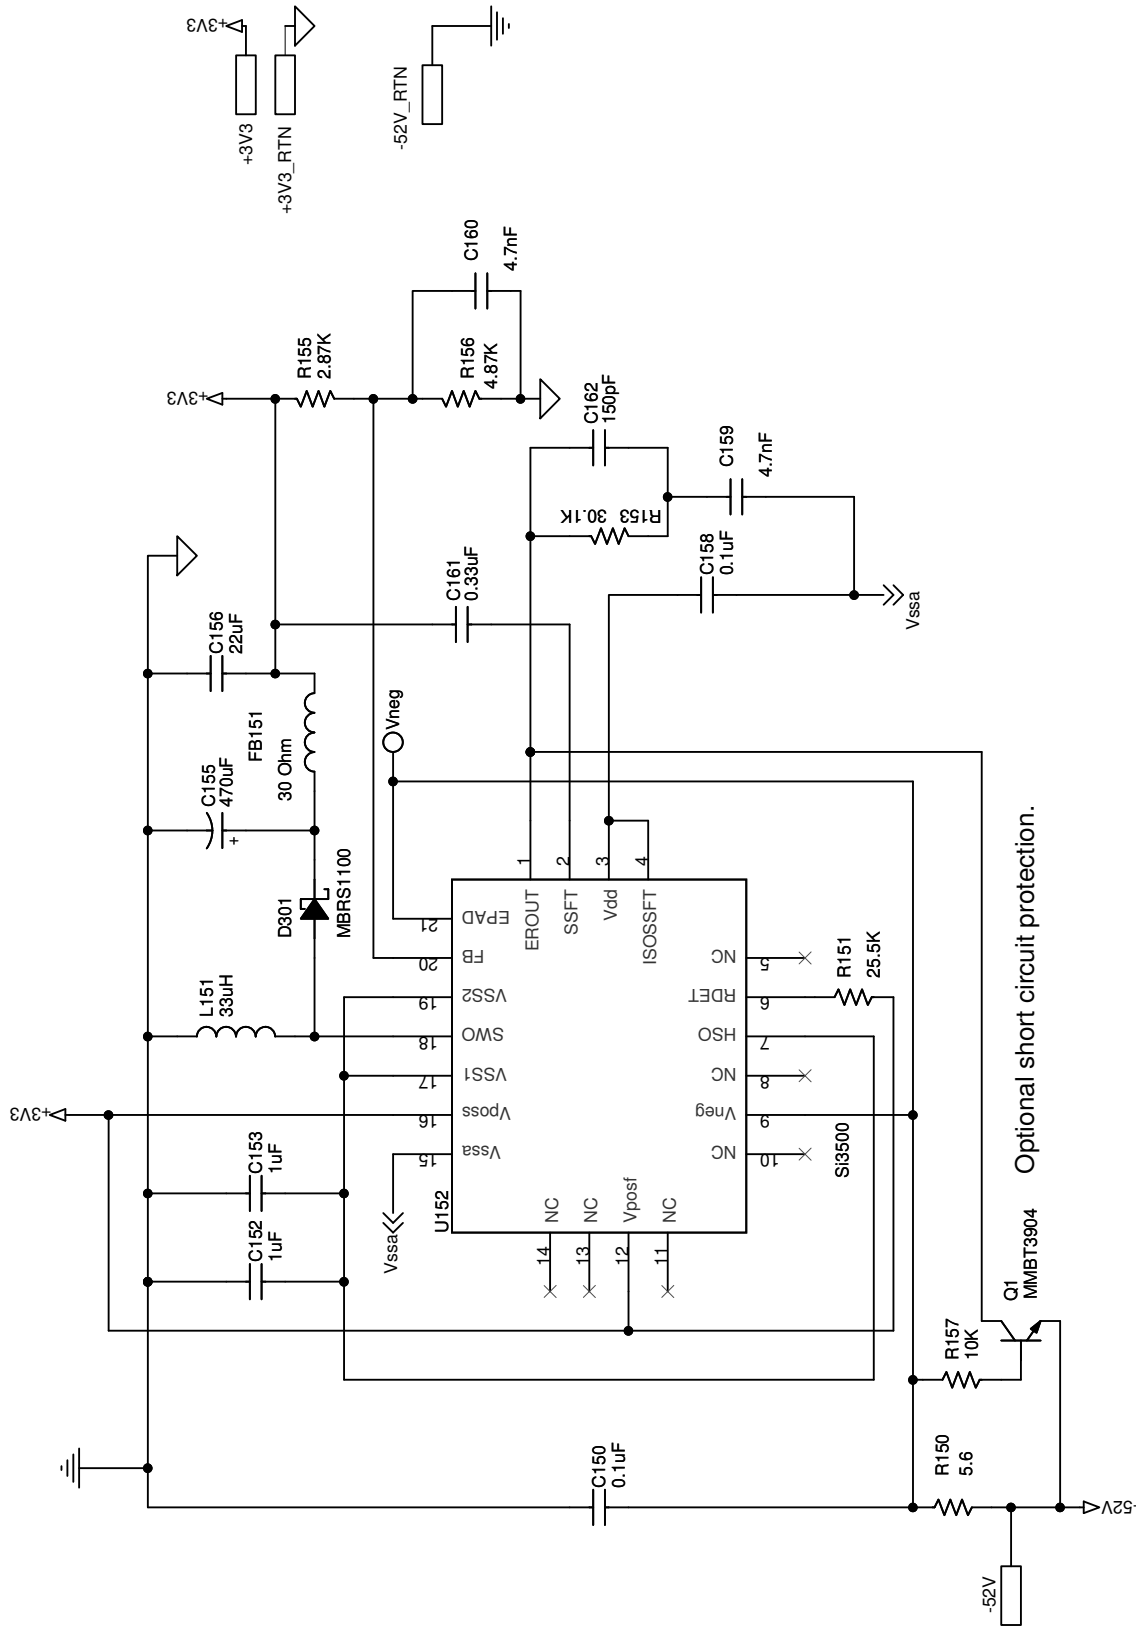 +3V3
+3V3
+3V3_RTN
-52V_RTN
C160
4.7nF
R155
2.87K
R156
4.87K
+3V3
C162
150pF
R153 30.1K
C159
4.7nF
C158
0.1uF
C161
0.33uF
Vssa
C156
22uF
FB151
30 Ohm
C155
470uF
+
Vneg
D301
MBRS1100
L151
33uH
+3V3
C153
1uF
C152
1uF
Vssa
U152
1
EROUT
2
SSFT
3
Vdd
4
ISOSSFT
21
EPAD
20
FB
19
VSS2
18
SWO
17
VSS1
16
Vposs
15
Vssa
5
NC
6
RDET
7
HSO
8
NC
9
Vneg
10
NC
14
NC
13
NC
12
Vposf
11
NC
R151
25.5K
Si3500
Optional short circuit protection.
Q1
MMBT3904
R157
10K
R150
5.6
C150
0.1uF
-52V
-52V